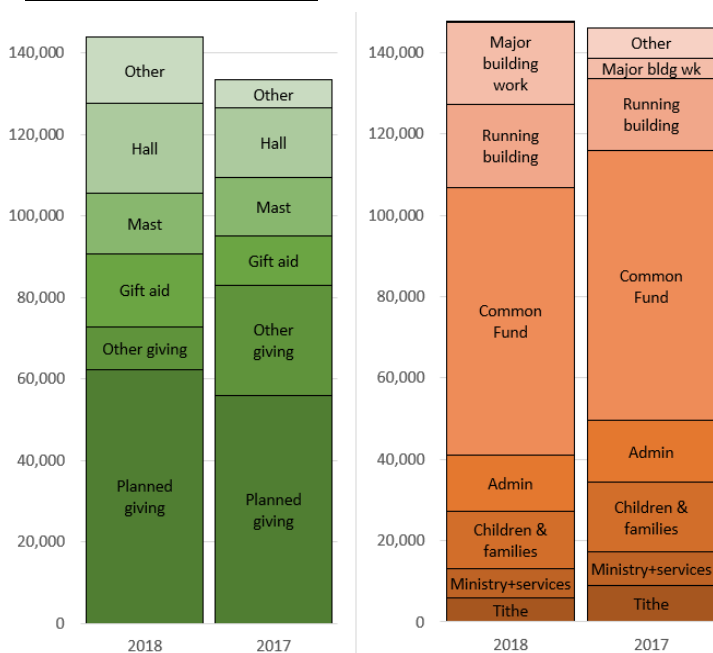 140,000
120,000
100,000
80,000
60,000
40,000
20,000
0
Other
Hall
Mast
Gift aid
Other giving
Planned
giving
2018
Other
Hall
Mast
Gift aid
Other
giving
Planned
giving
2017
140,000
120,000
100,000
80,000
60,000
40,000
20,000
0
Major
building
work
Running
building
Common
Fund
Admin
Children &
families
Ministry+services
Tithe
2018
Other
Major bldg wk
Running
building
Common
Fund
Admin
Children &
families
Ministry+services
Tithe
2017